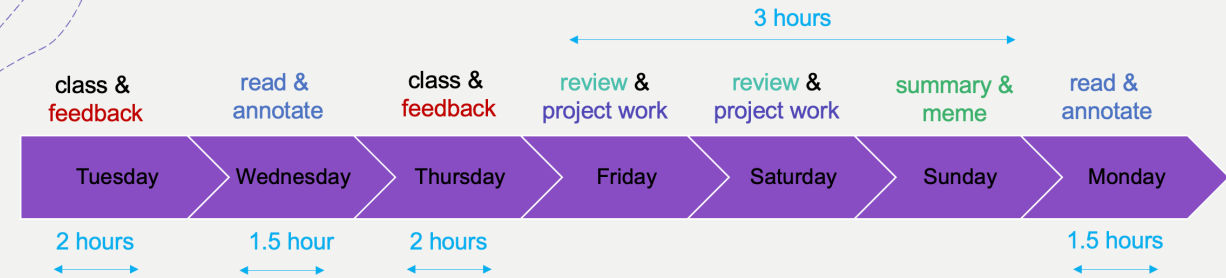 3 hours
class &
feedback
read &
annotate
class &
feedback
review &
project work
review &
project work
summary &
meme
read &
annotate
Tuesday
Wednesday
Thursday
Friday
Saturday
Sunday
Monday
2 hours
1.5 hour
2 hours
1.5 hours